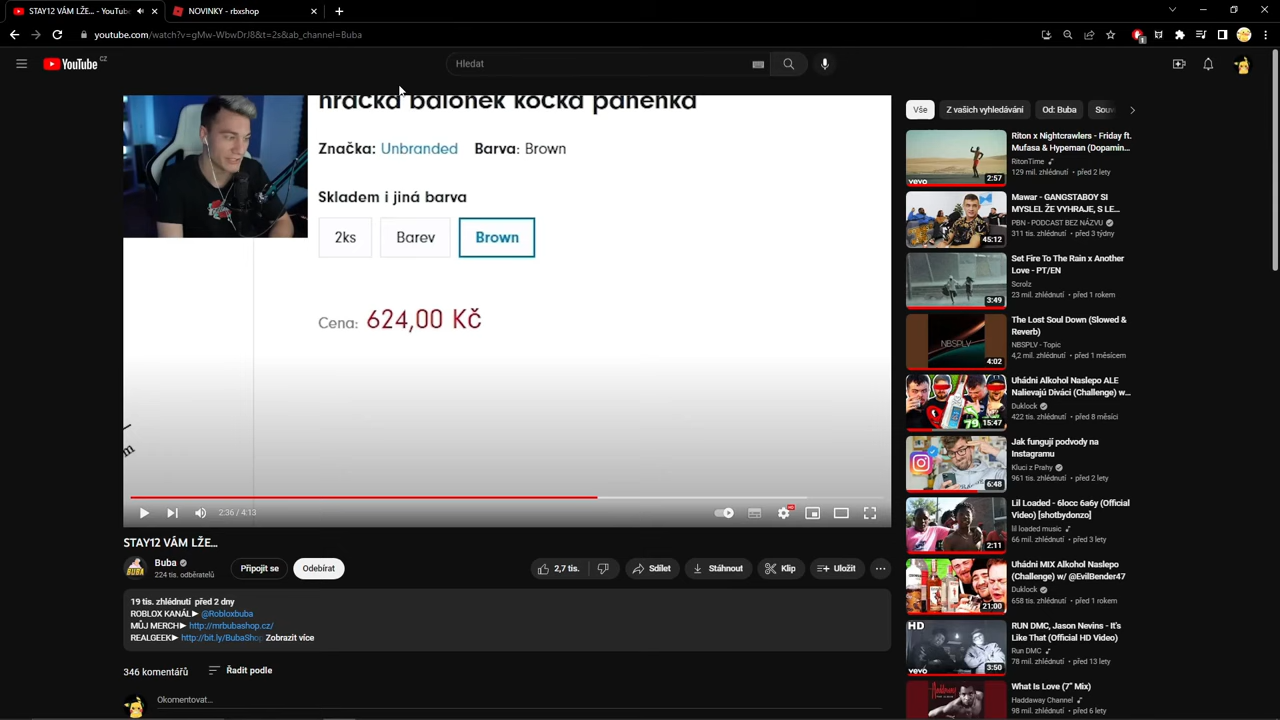 STAY12 VÁM LŽE... - YouTube
NOVINKY - rbxshop
youtube.com/watch?v=gMw-WbwDrJ8&t=2s&ab_channel=Buba
1
YouTube CZ
Hledat
hračka balónek kočka panenka
Značka: Unbranded Barva: Brown
Skladem i jiná barva
2ks
Barev
Brown
Cena: 624,00 Kč
2:36 / 4:13
HD
STAY12 VÁM LŽE...
Buba
224 tis. odběratelů
Připojit se
Odebírat
2,7 tis.
Sdílet
Stáhnout
Klip
Uložit
19 tis. zhlédnutí před 2 dny
ROBLOX KANÁL► @Robloxbuba
MŮJ MERCH► http://mrbubashop.cz/
REALGEEK► http://bit.ly/BubaShop Zobrazit více
346 komentářů
Řadit podle
Okomentovat...
Vše
Z vašich vyhledávání
Od: Buba
Souv
Riton x Nightcrawlers - Friday ft.
Mufasa & Hypeman (Dopamin...
RitonTime
129 mil. zhlédnutí • před 2 lety
vevo
2:57
Mawar - GANGSTABOY SI
MYSLEL ŽE VYHRAJE, S LE...
PBN - PODCAST BEZ NÁZVU
311 tis. zhlédnutí • před 3 týdny
45:12
Set Fire To The Rain x Another
Love - PT/EN
Scrolz
23 mil. zhlédnutí • před 1 rokem
3:49
The Lost Soul Down (Slowed &
Reverb)
NBSPLV - Topic
4,2 mil. zhlédnutí • před 1 měsícem
NBSPLV
4:02
Uhádni Alkohol Naslepo ALE
Nalievajú Diváci (Challenge) w...
Duklock
422 tis. zhlédnutí • před 8 měsíci
79
15:47
Jak fungují podvody na
Instagramu
Kluci z Prahy
961 tis. zhlédnutí • před 2 lety
6:48
Lil Loaded - 6locc 6a6y (Official
Video) [shotbydonzo]
lil loaded music
66 mil. zhlédnutí • před 3 lety
2:11
Uhádni MIX Alkohol Naslepo
(Challenge) w/ @EvilBender47
Duklock
658 tis. zhlédnutí • před 1 rokem
21:00
RUN DMC, Jason Nevins - It's
Like That (Official HD Video)
Run DMC
78 mil. zhlédnutí • před 13 lety
HD
vevo
3:50
What Is Love (7" Mix)
Haddaway Channel
98 mil. zhlédnutí • před 6 lety